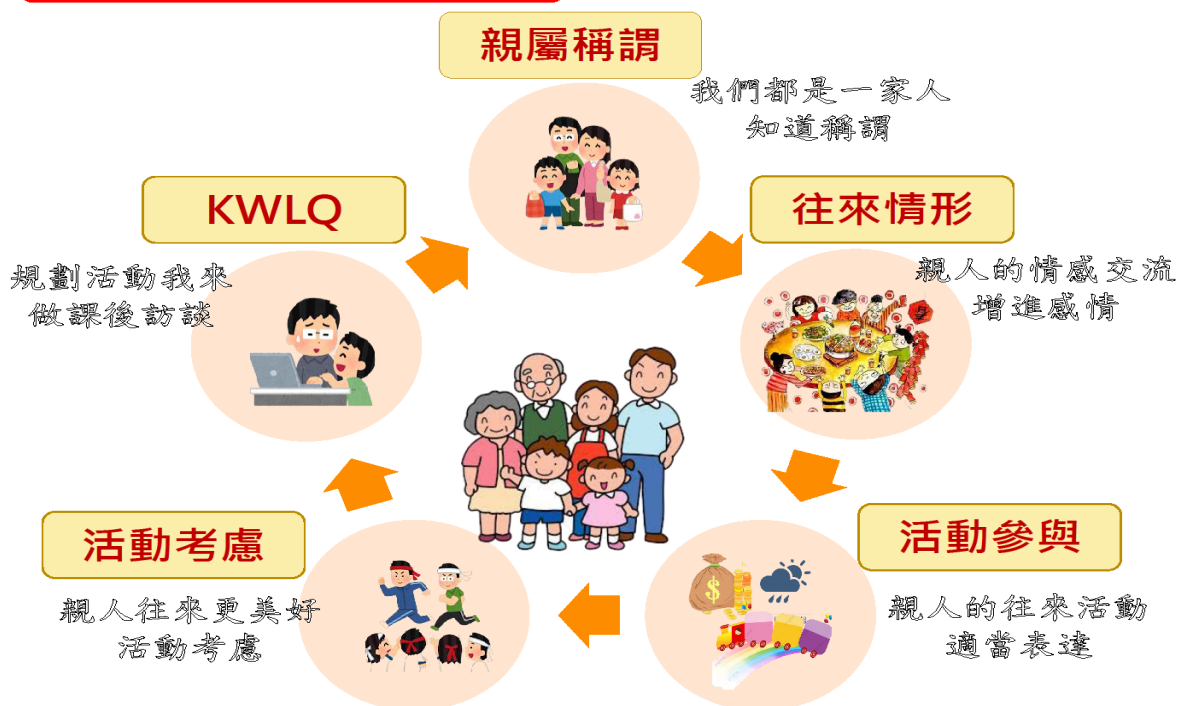 親屬稱謂
我們都是一家人
知道稱謂
往來情形
親人的情感交流
增進感情
活動參與
親人的往來活動
適當表達
活動考慮
親人往來更美好
活動考慮
KWLQ
規劃活動我來
做課後訪談